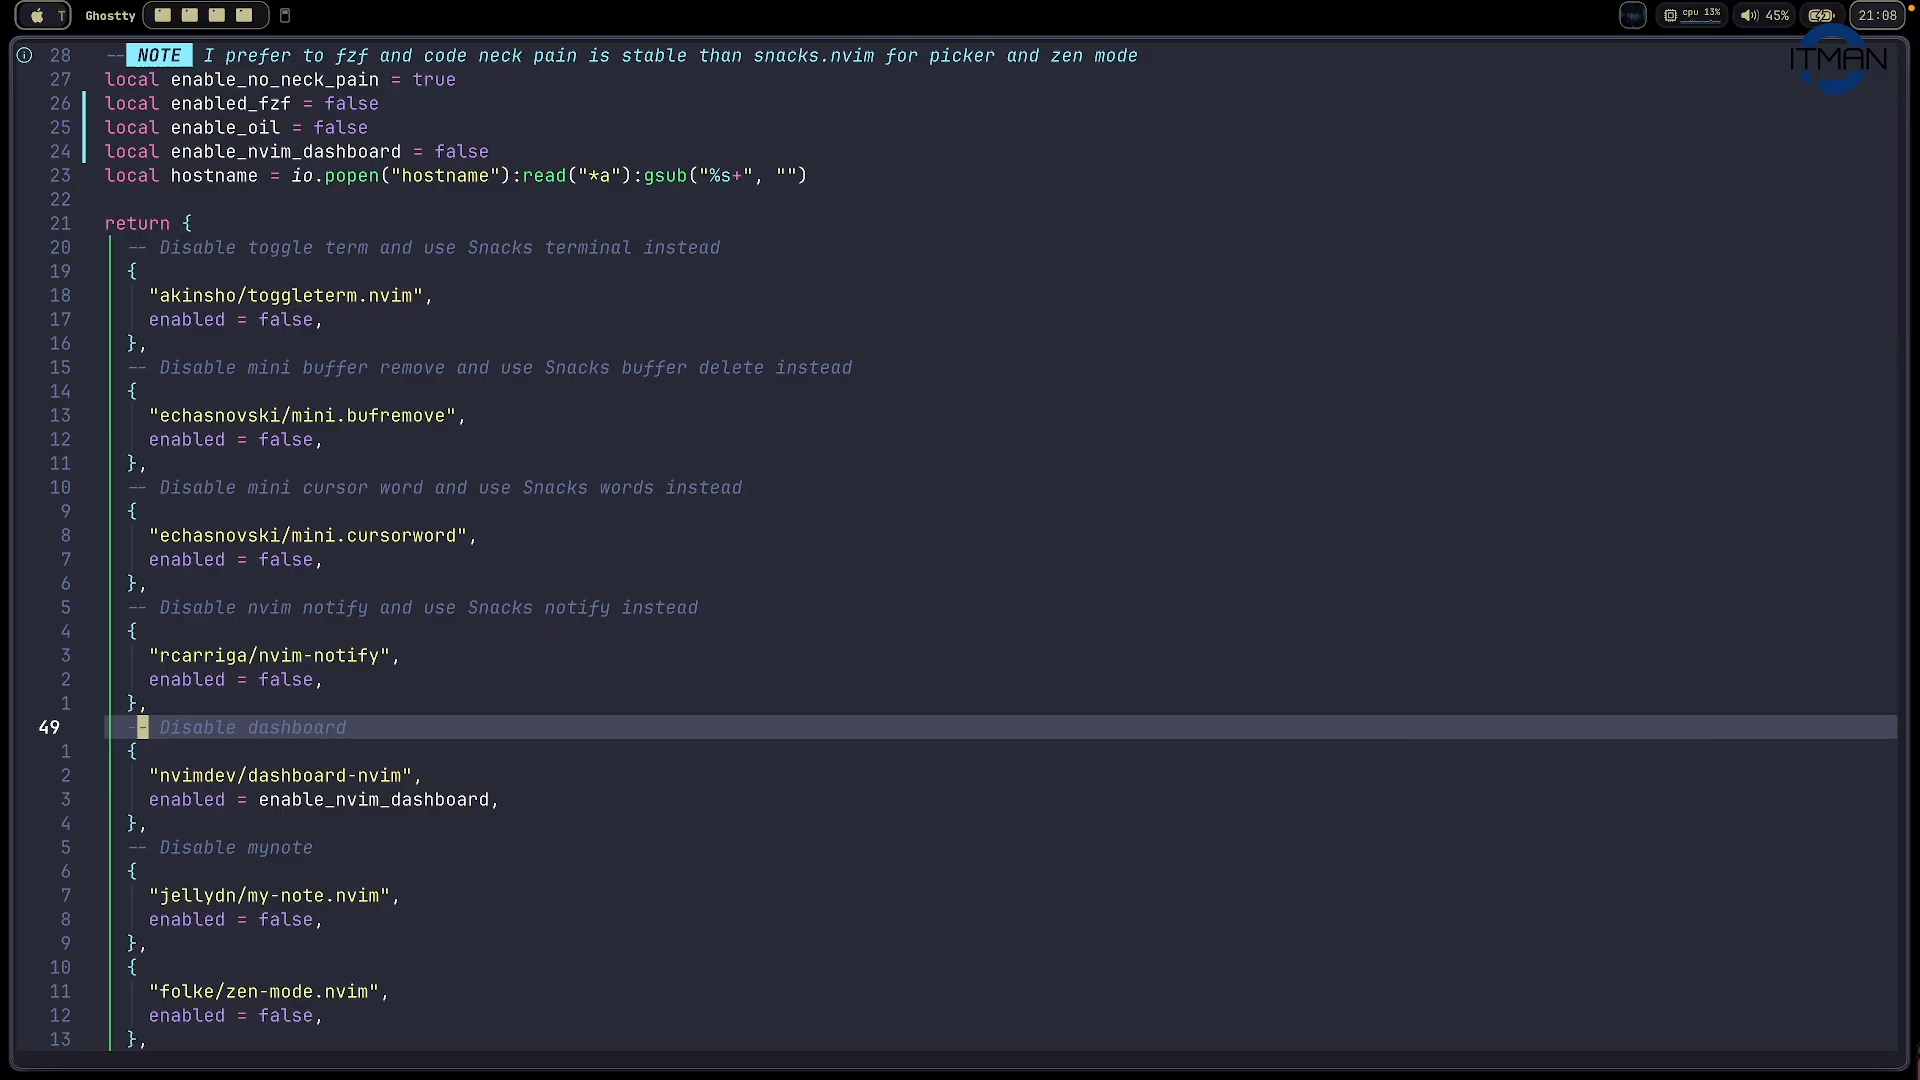 T Ghostty cpu 13% 45% 21:08
ITMAN
28 -- NOTE I prefer to fzf and code neck pain is stable than snacks.nvim for picker and zen mode
27 local enable_no_neck_pain = true
26 local enabled_fzf = false
25 local enable_oil = false
24 local enable_nvim_dashboard = false
23 local hostname = io.popen("hostname"):read("*a"):gsub("%s+", "")
22
21 return {
20 -- Disable toggle term and use Snacks terminal instead
19 {
18 "akinsho/toggleterm.nvim",
17 enabled = false,
16 },
15 -- Disable mini buffer remove and use Snacks buffer delete instead
14 {
13 "echasnovski/mini.bufremove",
12 enabled = false,
11 },
10 -- Disable mini cursor word and use Snacks words instead
9 {
8 "echasnovski/mini.cursorword",
7 enabled = false,
6 },
5 -- Disable nvim notify and use Snacks notify instead
4 {
3 "rcarriga/nvim-notify",
2 enabled = false,
1 },
49 -- Disable dashboard
1 {
2 "nvimdev/dashboard-nvim",
3 enabled = enable_nvim_dashboard,
4 },
5 -- Disable mynote
6 {
7 "jellydn/my-note.nvim",
8 enabled = false,
9 },
10 {
11 "folke/zen-mode.nvim",
12 enabled = false,
13 },